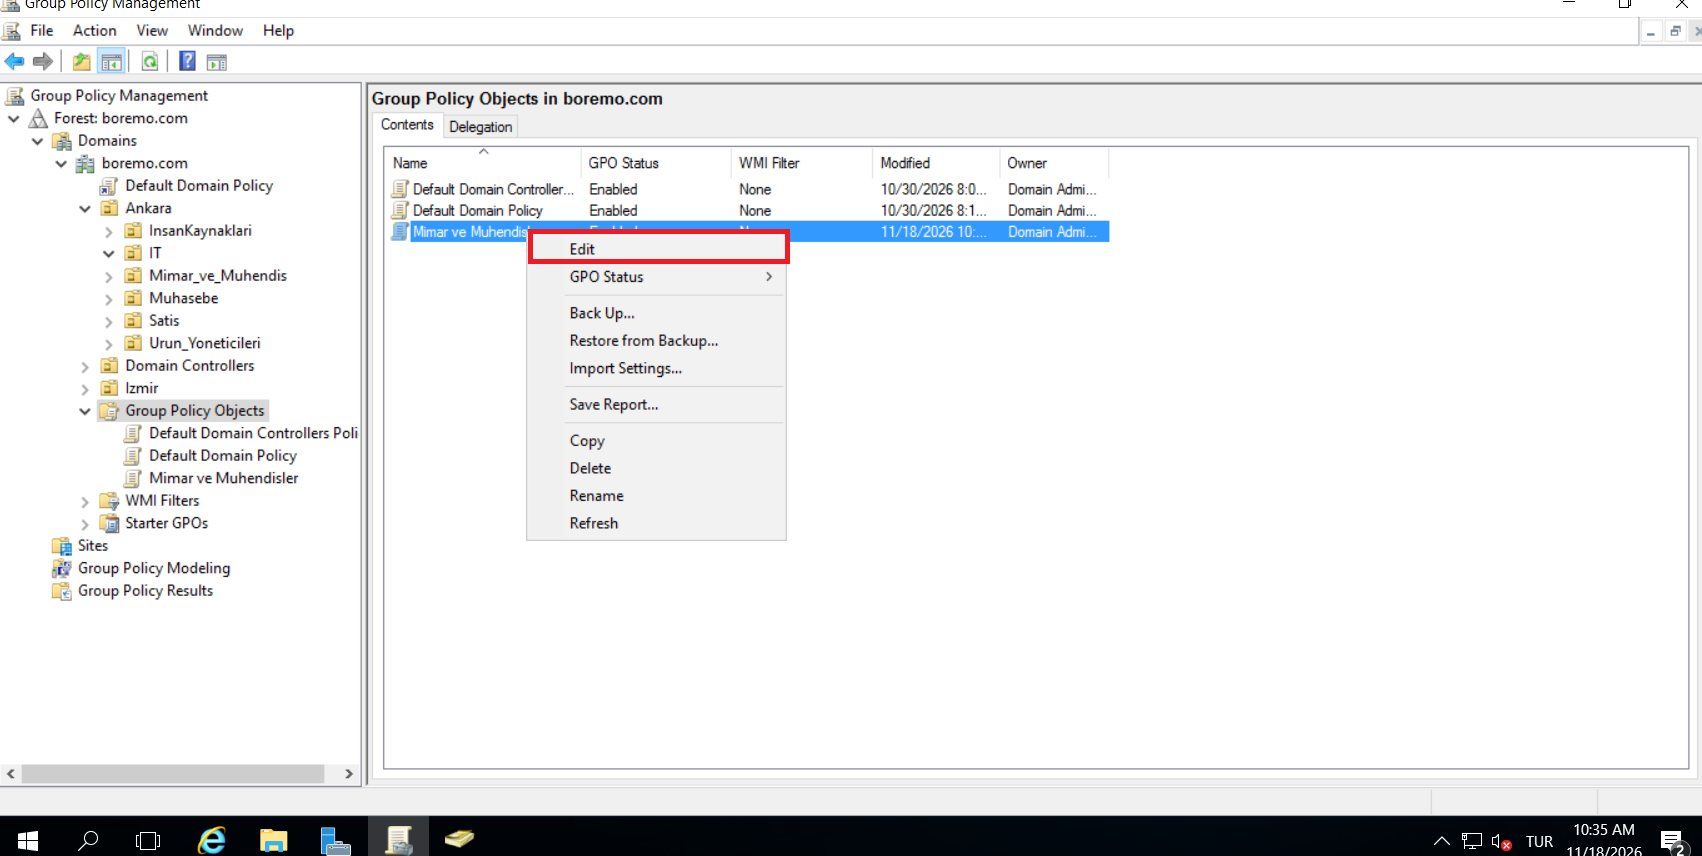 Group Policy Management
File Action View Window Help
Group Policy Management
Forest: boremo.com
Domains
boremo.com
Default Domain Policy
Ankara
InsanKaynaklari
IT
Mimar_ve_Muhendis
Muhasebe
Satis
Urun_Yoneticileri
Domain Controllers
Izmir
Group Policy Objects
Default Domain Controllers Poli
Default Domain Policy
Mimar ve Muhendisler
WMI Filters
Starter GPOs
Sites
Group Policy Modeling
Group Policy Results
Group Policy Objects in boremo.com
Contents Delegation
Name GPO Status WMI Filter Modified Owner
Default Domain Controller... Enabled None 10/30/2026 8:0... Domain Admi...
Default Domain Policy Enabled None 10/30/2026 8:1... Domain Admi...
Mimar ve Muhendisl 11/18/2026 10:... Domain Admi...
Edit
GPO Status
Back Up...
Restore from Backup...
Import Settings...
Save Report...
Copy
Delete
Rename
Refresh
TUR
10:35 AM
11/18/2026
2